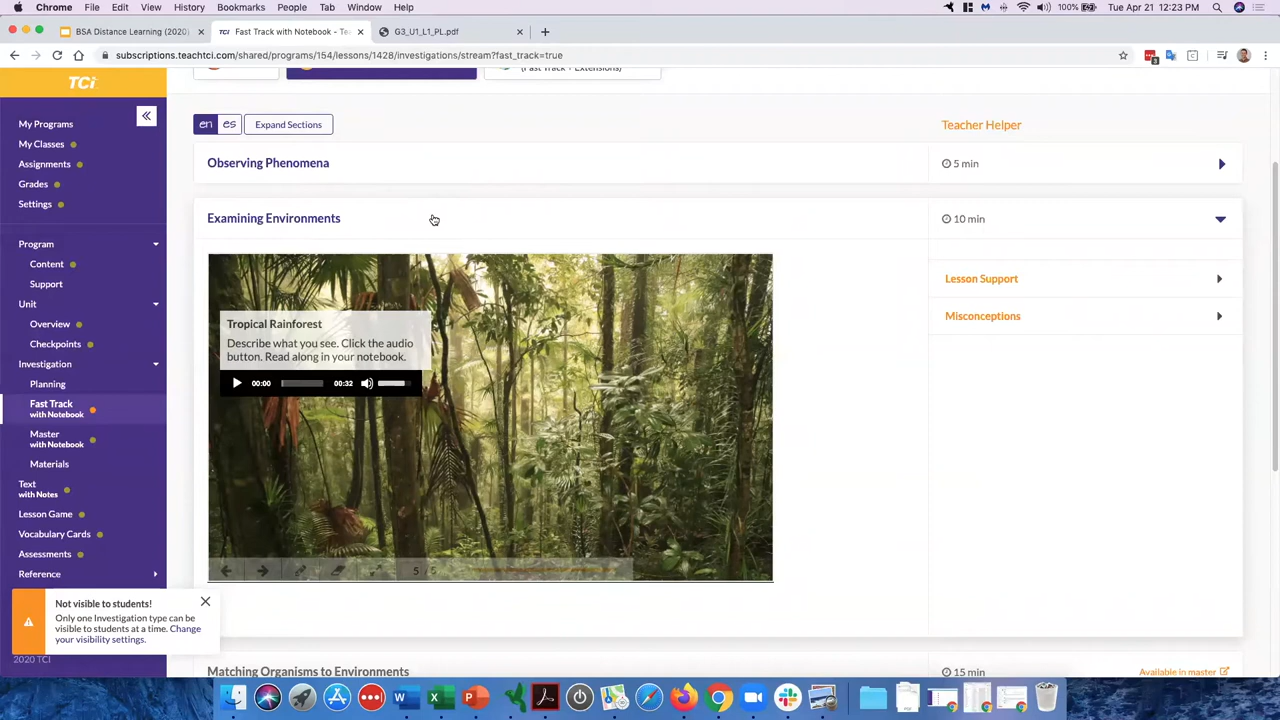 Chrome File Edit View History Bookmarks People Tab Window Help 100% Tue Apr 21 12:23 PM
BSA Distance Learning (2020) Fast Track with Notebook - Te G3_U1_L1_PL.pdf
subscriptions.teachtci.com/shared/programs/154/lessons/1428/investigations/stream?fast_track=true
TCi
(Fast Track + Extensions)
en es Expand Sections Teacher Helper
Observing Phenomena 5 min
Examining Environments 10 min
Lesson Support
Misconceptions
Tropical Rainforest
Describe what you see. Click the audio
button. Read along in your notebook.
00:00 00:32
5 / 5
Matching Organisms to Environments 15 min Available in master
My Programs
My Classes
Assignments
Grades
Settings
Program
Content
Support
Unit
Overview
Checkpoints
Investigation
Planning
Fast Track
with Notebook
Master
with Notebook
Materials
Text
with Notes
Lesson Game
Vocabulary Cards
Assessments
Reference
Not visible to students!
Only one Investigation type can be
visible to students at a time. Change
your visibility settings.
2020 TCI